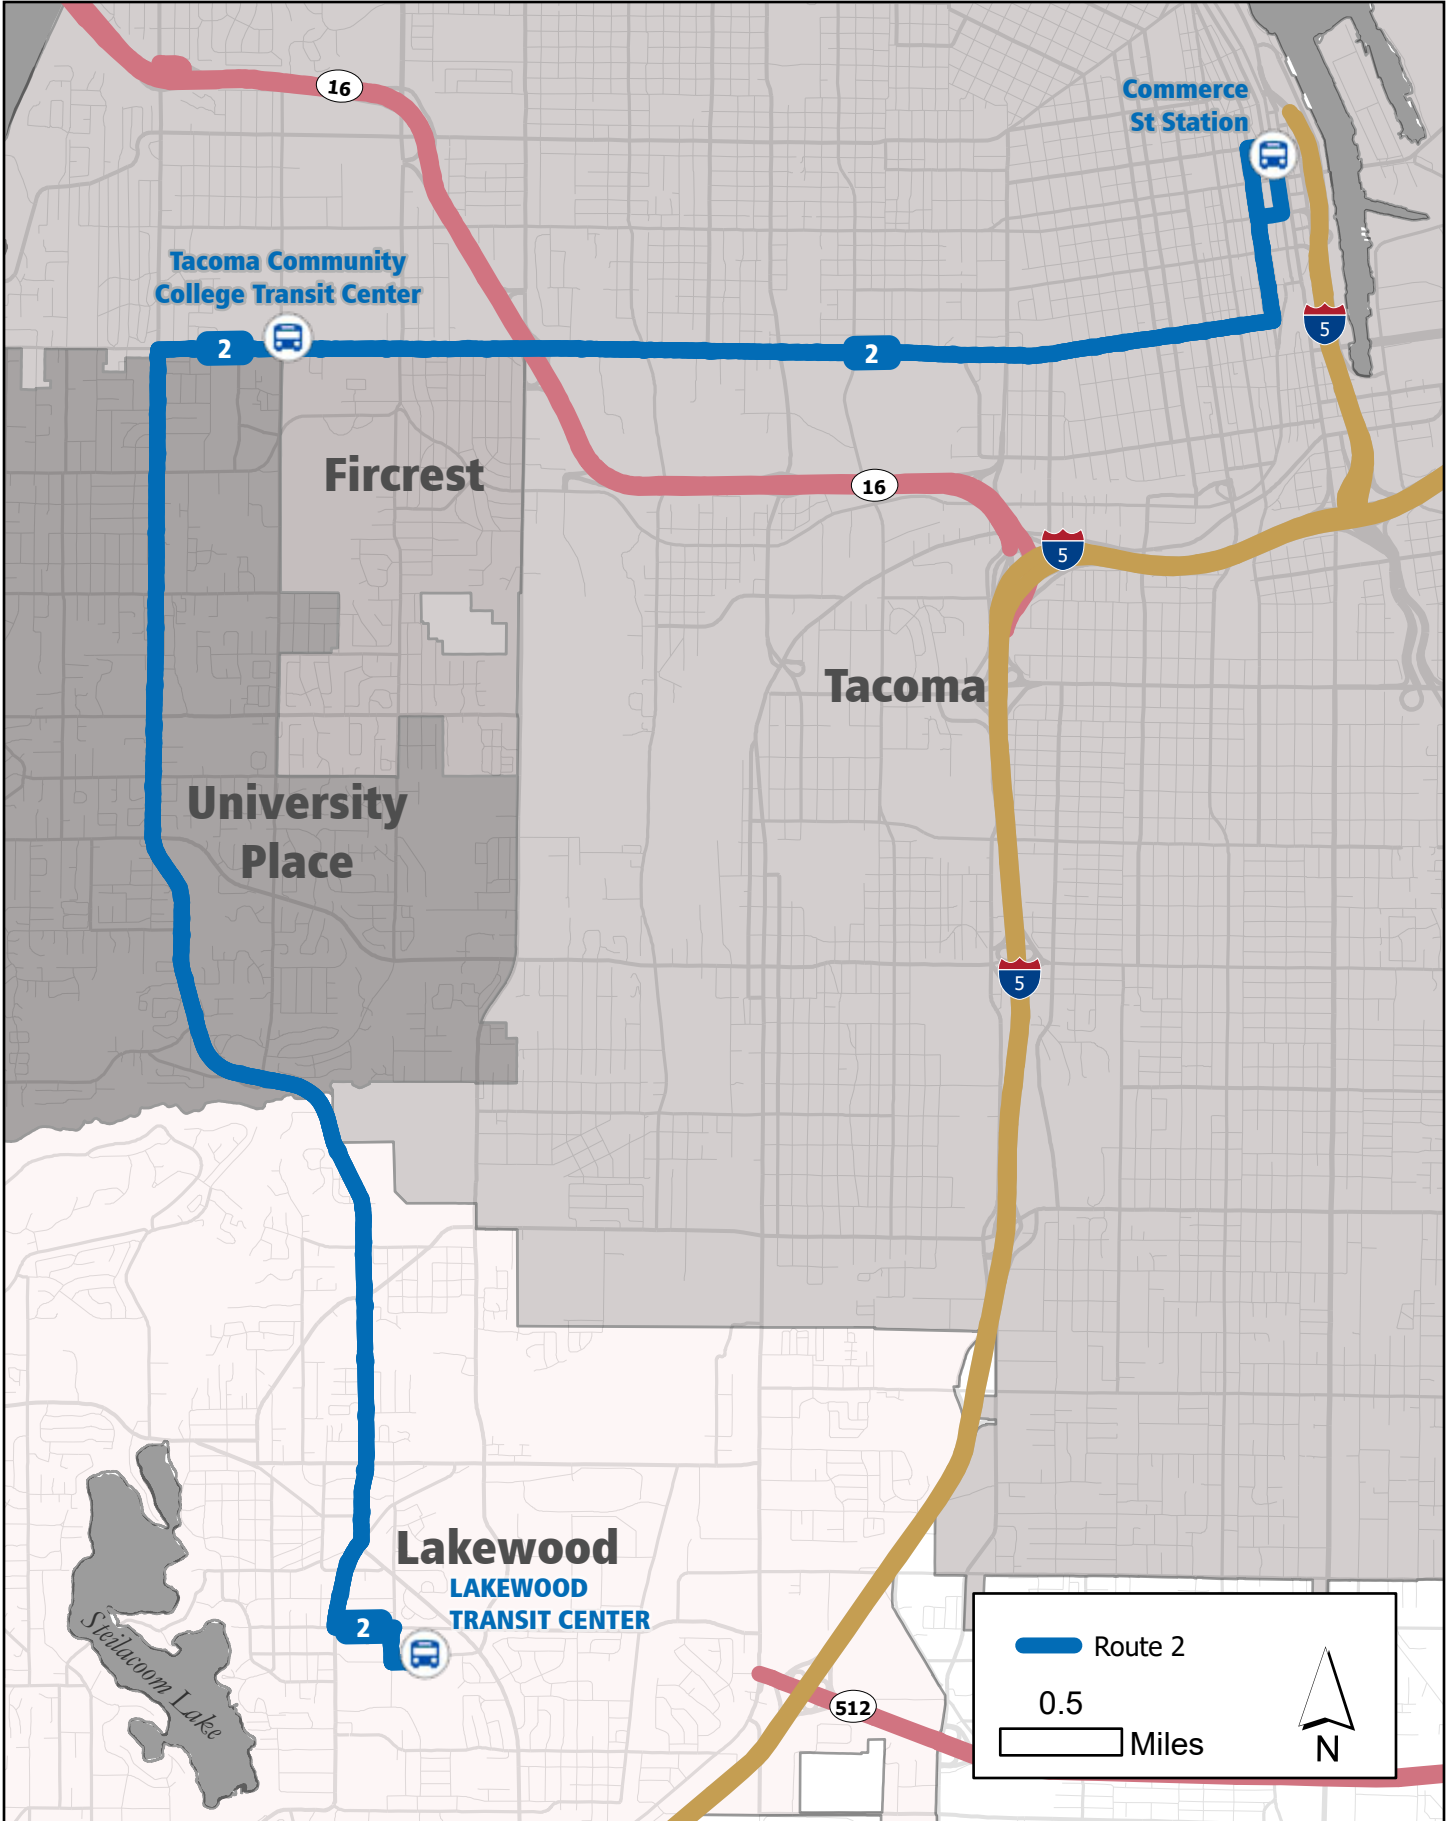 16
Commerce
St Station
Tacoma Community
College Transit Center
5
2
2
Fircrest
16
5
Tacoma
University
Place
5
Lakewood
LAKEWOOD
TRANSIT CENTER
2
Steilacoom Lake
Route 2
512
0.5
Miles
N